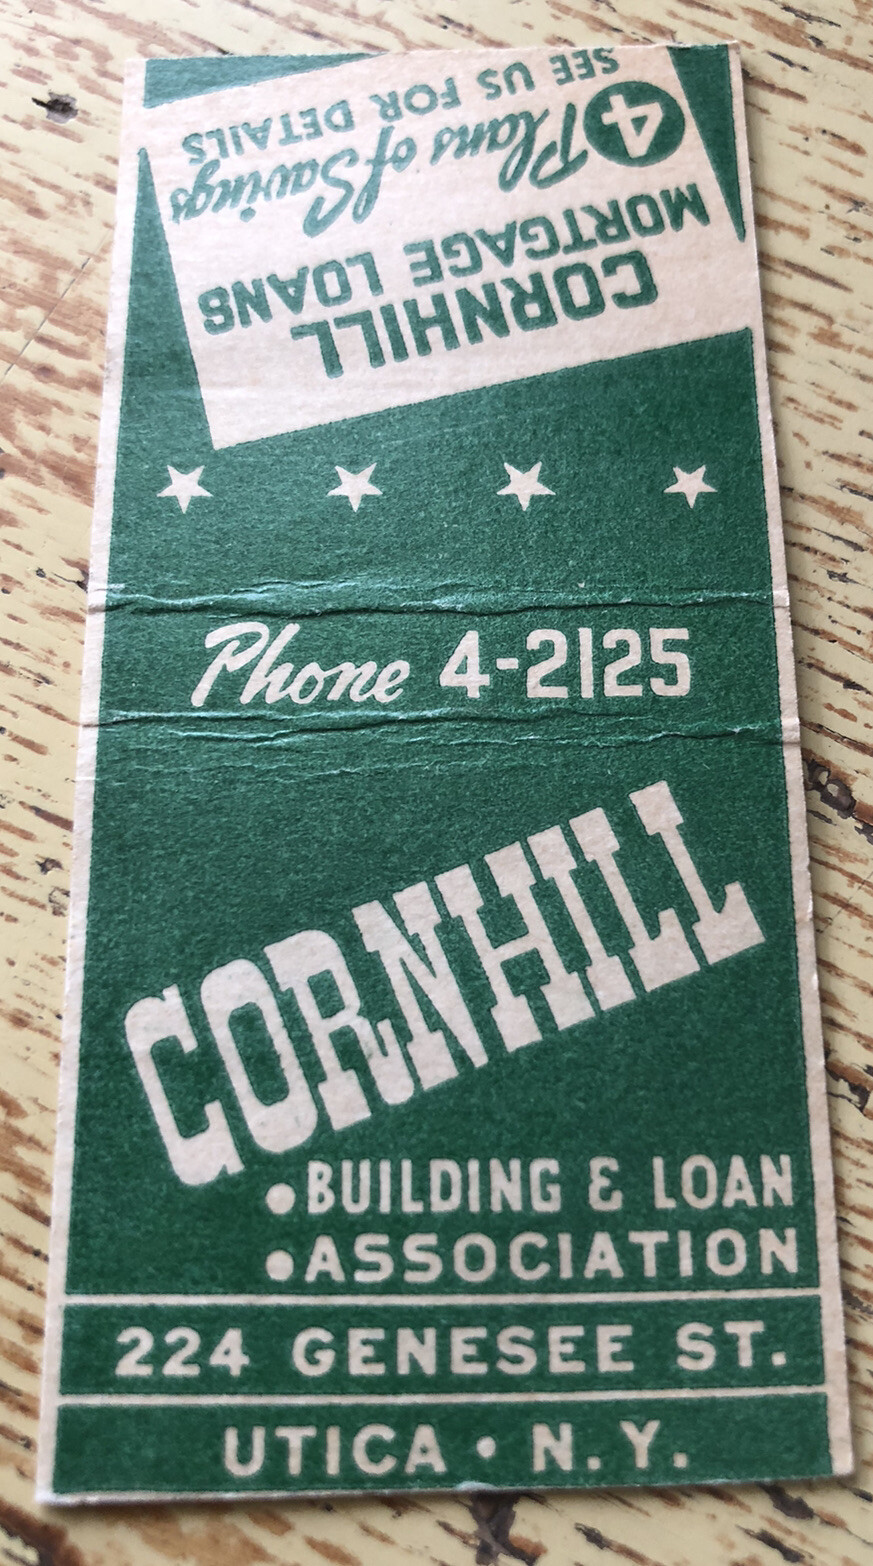 SEE US FOR DETAILS
4 Plans of Savings
MORTGAGE LOANS
CORNHILL
Phone 4-2125
CORNHILL
• BUILDING & LOAN
• ASSOCIATION
224 GENESEE ST.
UTICA • N.Y.